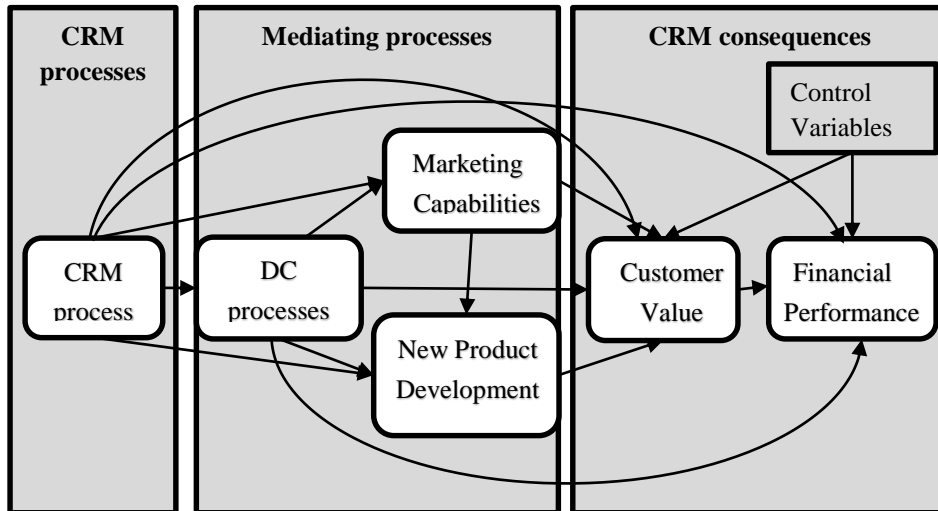 CRM
processes
Mediating processes
CRM consequences
Control
Variables
Marketing
Capabilities
CRM
process
DC
processes
Customer
Value
Financial
Performance
New Product
Development